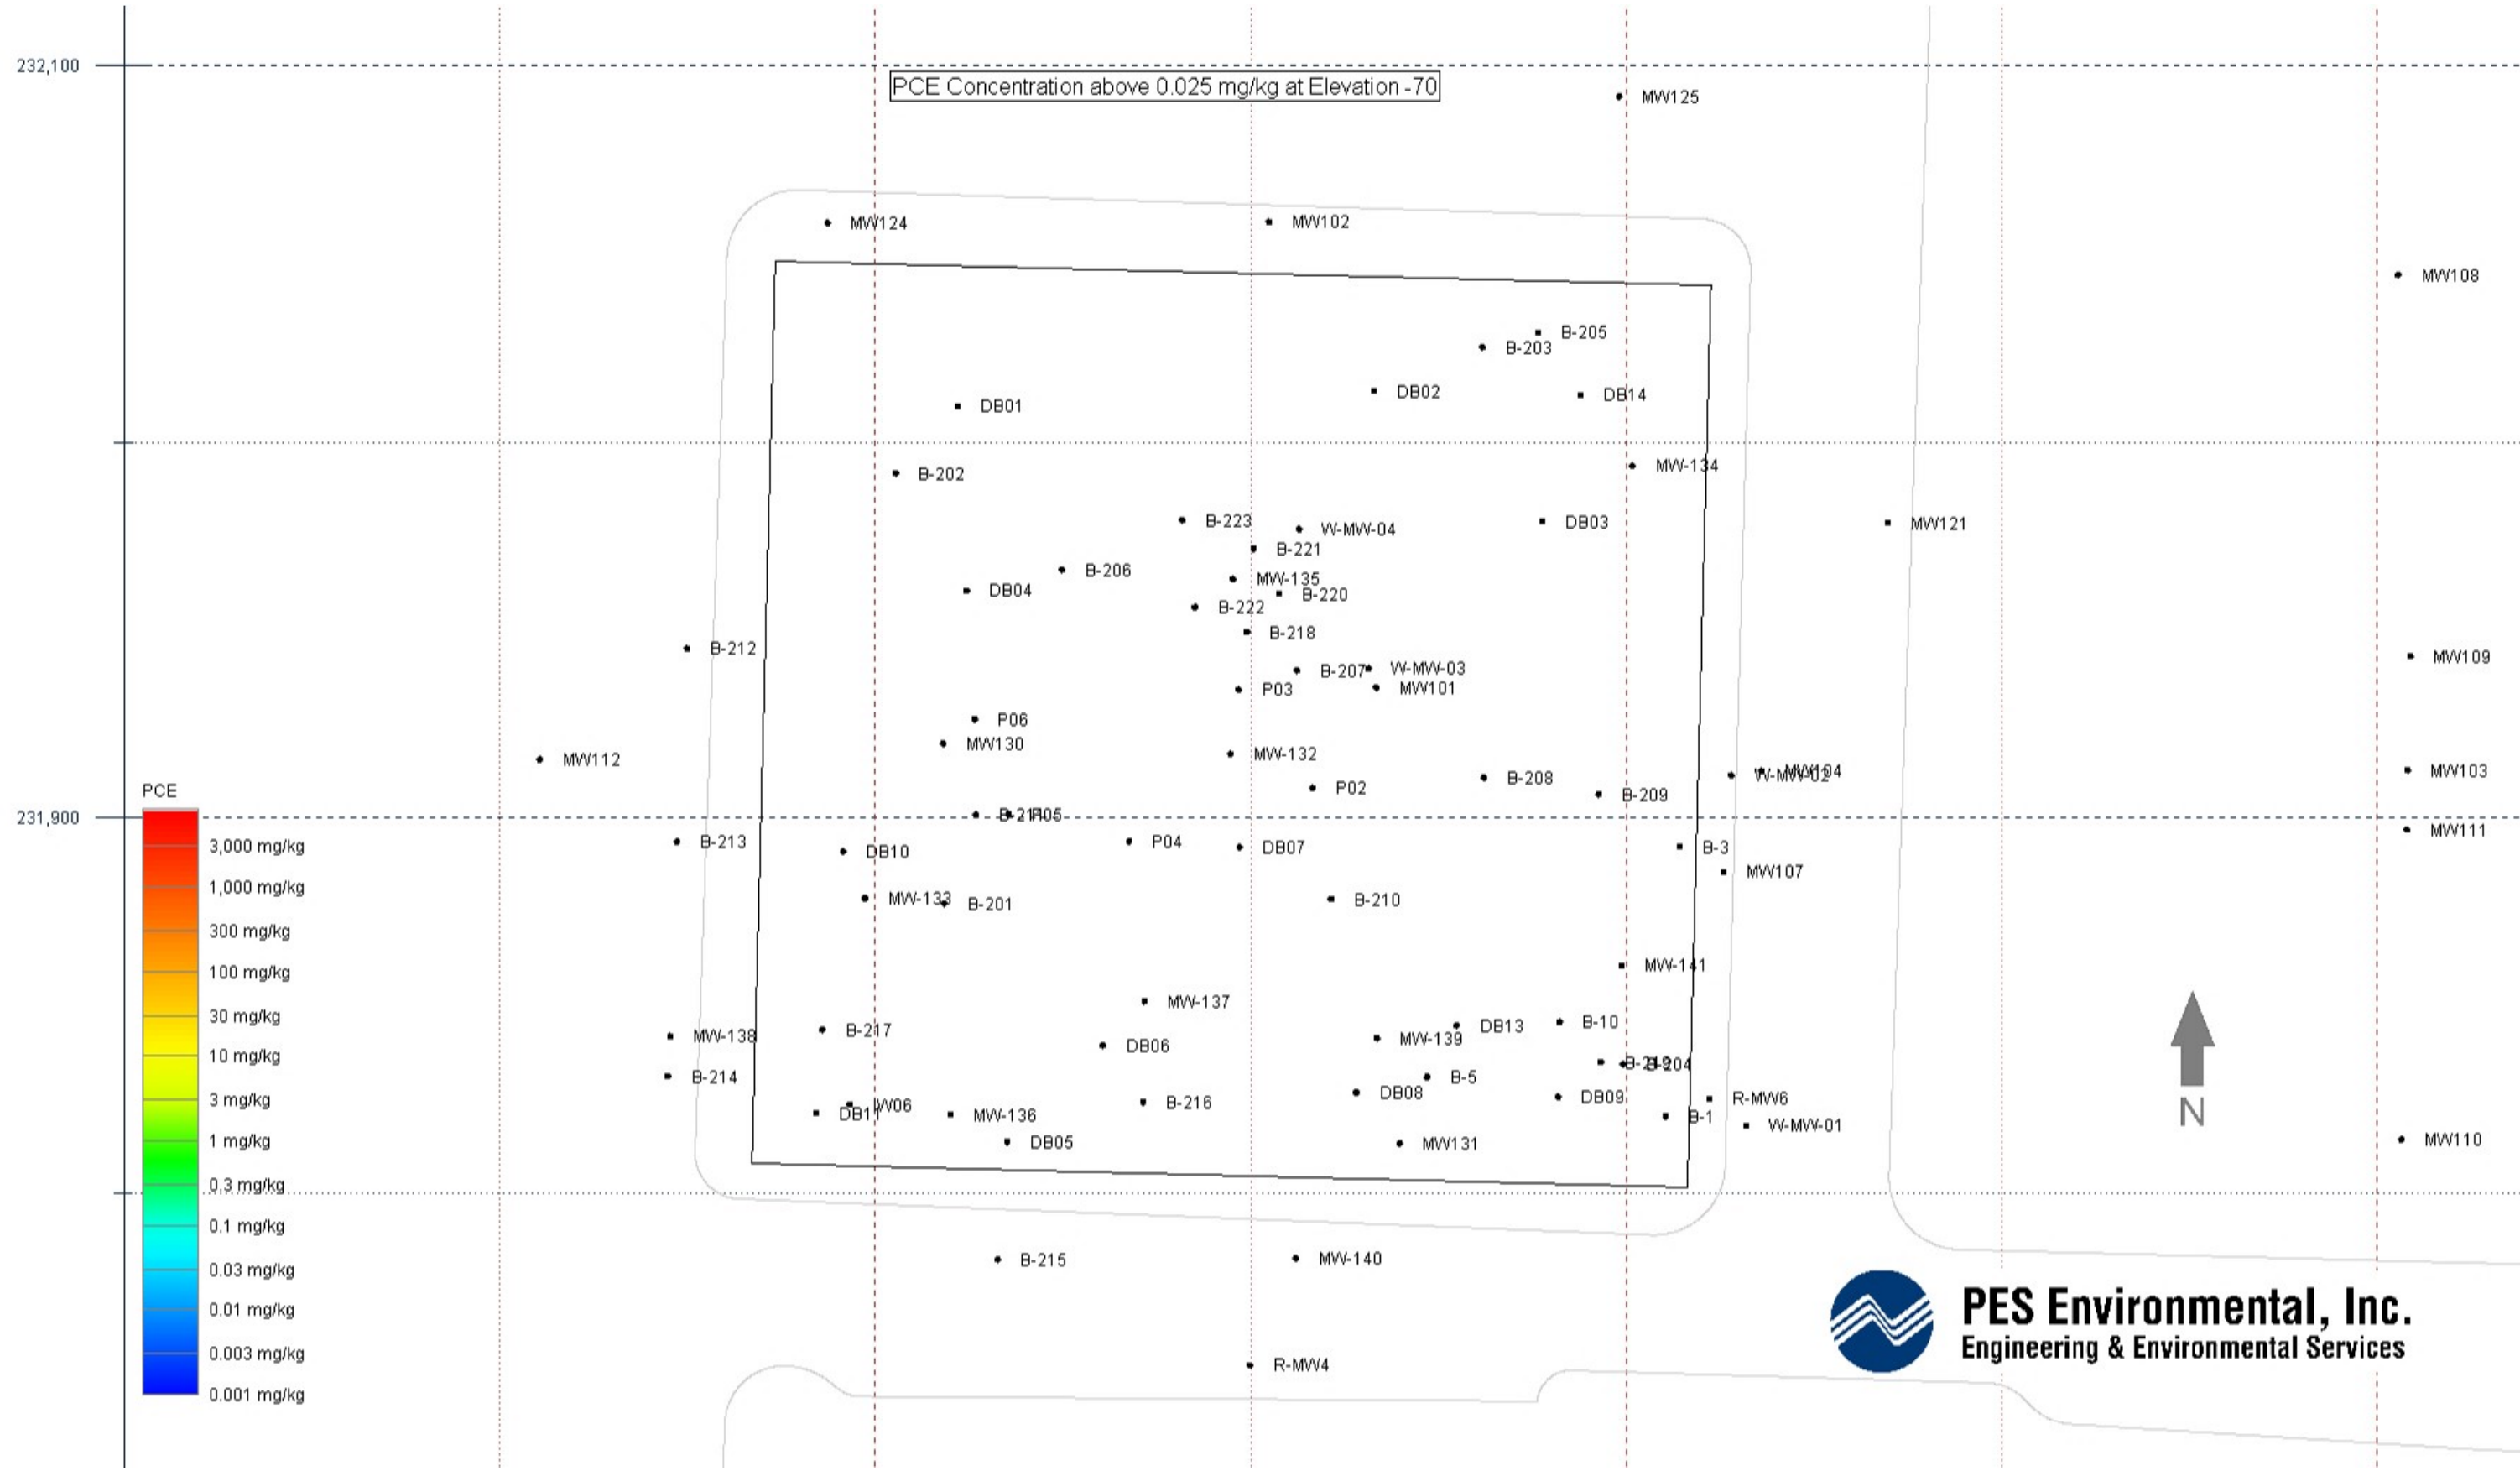 232,100
PCE Concentration above 0.025 mg/kg at Elevation -70
MW125
MW124
MW102
MW108
B-205
B-203
DB02
DB14
DB01
MW-134
B-202
B-223
W-MW-04
DB03
MW121
B-221
B-206
MW-135
DB04
B-220
B-222
B-218
B-212
MW109
B-207
W-MW-03
P03
MW101
P06
MW130
MW-132
MW112
MW104
W-MW-02
MW103
B-208
P02
B-209
PCE
231,900
P05
MW111
3,000 mg/kg
B-213
DB10
P04
DB07
B-3
MW107
1,000 mg/kg
MW-133
B-201
B-210
300 mg/kg
100 mg/kg
MW-141
MW-137
30 mg/kg
B-10
DB13
B-217
MW-138
MW-139
DB06
10 mg/kg
B-204
B-214
B-5
DB08
DB09
3 mg/kg
R-MW6
B-216
DB11
MW-136
B-1
N
W-MW-01
1 mg/kg
DB05
MW131
MW110
0.3 mg/kg
0.1 mg/kg
B-215
MW-140
0.03 mg/kg
0.01 mg/kg
PES Environmental, Inc.
Engineering & Environmental Services
0.003 mg/kg
R-MW4
0.001 mg/kg